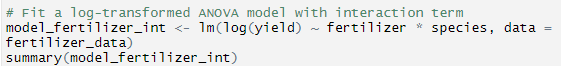 # Fit a log-transformed ANOVA model with interaction term
model_fertilizer_int <- lm(log(yield) ~ fertilizer * species, data =
fertilizer_data)
summary(model_fertilizer_int)